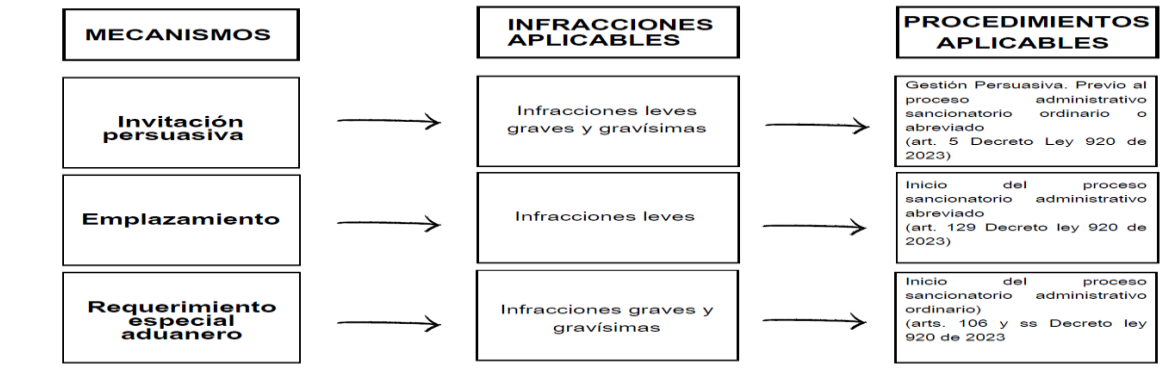 MECANISMOS
INFRACCIONES
APLICABLES
PROCEDIMIENTOS
APLICABLES
Invitación
persuasiva
Infracciones leves
graves y gravísimas
Gestión Persuasiva. Previo al
proceso administrativo
sancionatorio ordinario o
abreviado
(art. 5 Decreto Ley 920 de
2023)
Emplazamiento
Infracciones leves
Inicio del proceso
sancionatorio administrativo
abreviado
(art. 129 Decreto ley 920 de
2023)
Requerimiento
especial
aduanero
Infracciones graves y
gravísimas
Inicio del proceso
sancionatorio administrativo
ordinario)
(arts. 106 y ss Decreto ley
920 de 2023